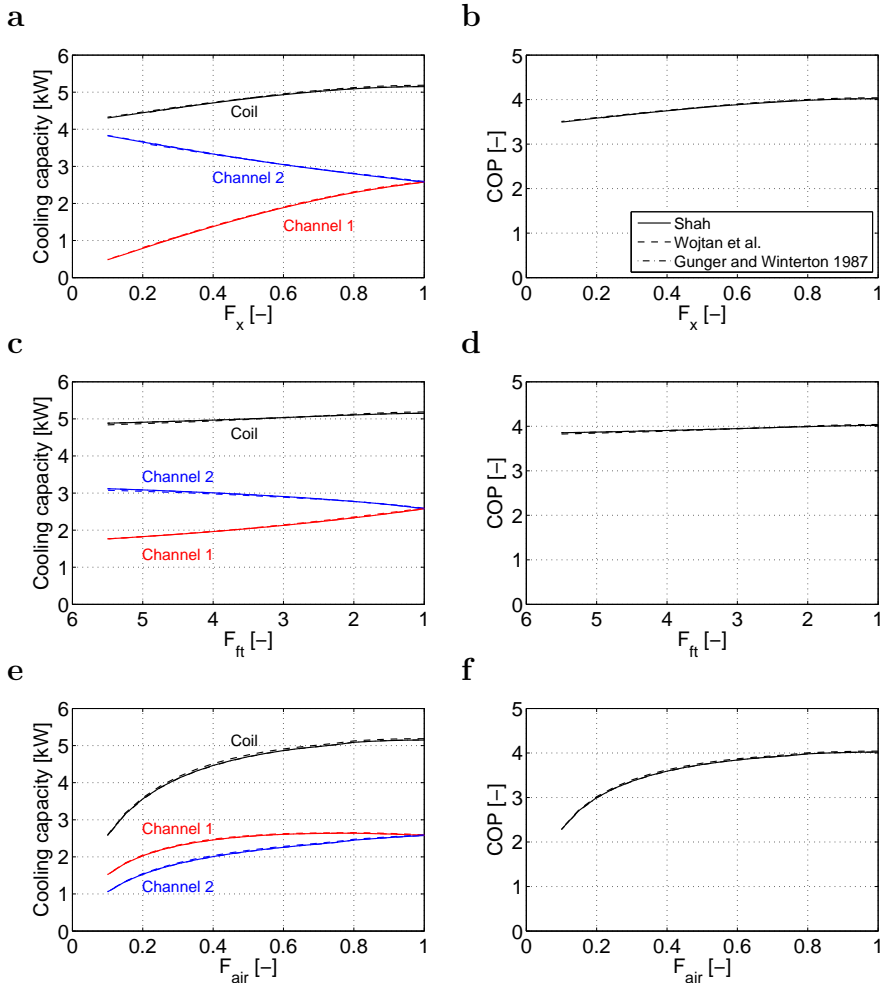 a
Cooling capacity [kW]
6
5
4
3
2
1
0
Coil
Channel 2
Channel 1
0 0.2 0.4 0.6 0.8 1
F_x [–]
b
COP [–]
5
4
3
2
1
0
Shah
Wojtan et al.
Gunger and Winterton 1987
0 0.2 0.4 0.6 0.8 1
F_x [–]
c
Cooling capacity [kW]
6
5
4
3
2
1
0
Coil
Channel 2
Channel 1
6 5 4 3 2 1
F_ft [–]
d
COP [–]
5
4
3
2
1
0
6 5 4 3 2 1
F_ft [–]
e
Cooling capacity [kW]
6
5
4
3
2
1
0
Coil
Channel 1
Channel 2
0 0.2 0.4 0.6 0.8 1
F_air [–]
f
COP [–]
5
4
3
2
1
0
0 0.2 0.4 0.6 0.8 1
F_air [–]